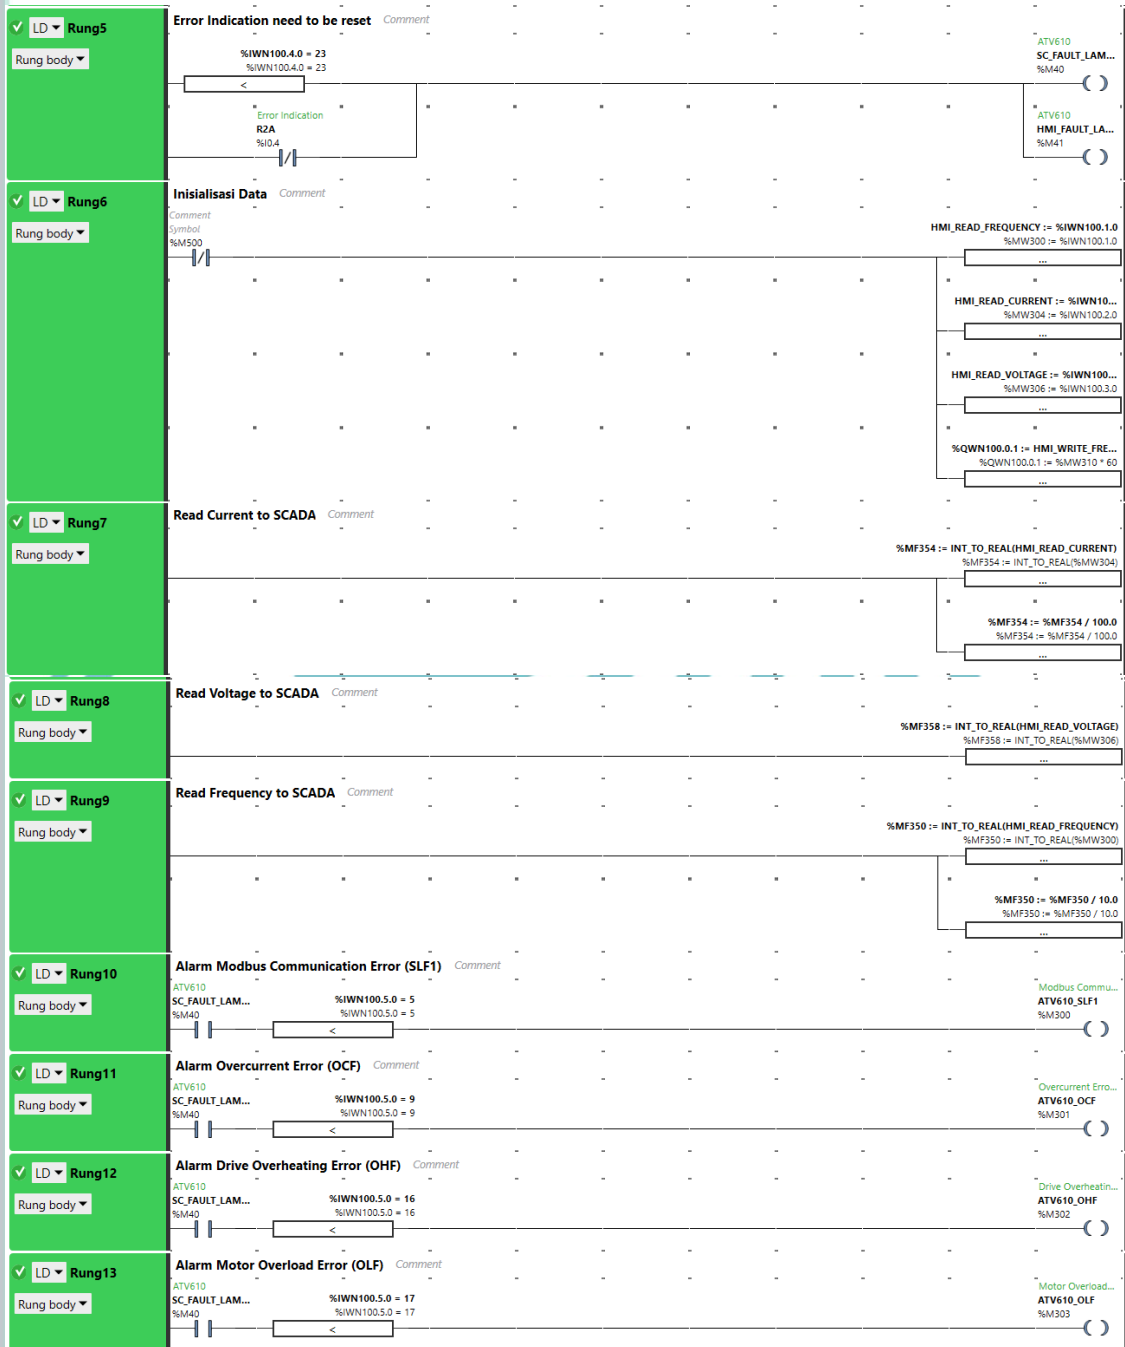 LD Rung5
Rung body
Error Indication need to be reset Comment
%IWN100.4.0 = 23
%IWN100.4.0 = 23
<
Error Indication
R2A
%I0.4
ATV610
SC_FAULT_LAM...
%M40
ATV610
HMI_FAULT_LA...
%M41
LD Rung6
Rung body
Inisialisasi Data Comment
Comment
Symbol
%M500
HMI_READ_FREQUENCY := %IWN100.1.0
%MW300 := %IWN100.1.0
...
HMI_READ_CURRENT := %IWN10...
%MW304 := %IWN100.2.0
...
HMI_READ_VOLTAGE := %IWN100...
%MW306 := %IWN100.3.0
...
%QWN100.0.1 := HMI_WRITE_FRE...
%QWN100.0.1 := %MW310 * 60
...
LD Rung7
Rung body
Read Current to SCADA Comment
%MF354 := INT_TO_REAL(HMI_READ_CURRENT)
%MF354 := INT_TO_REAL(%MW304)
...
%MF354 := %MF354 / 100.0
%MF354 := %MF354 / 100.0
...
LD Rung8
Rung body
Read Voltage to SCADA Comment
%MF358 := INT_TO_REAL(HMI_READ_VOLTAGE)
%MF358 := INT_TO_REAL(%MW306)
...
LD Rung9
Rung body
Read Frequency to SCADA Comment
%MF350 := INT_TO_REAL(HMI_READ_FREQUENCY)
%MF350 := INT_TO_REAL(%MW300)
...
%MF350 := %MF350 / 10.0
%MF350 := %MF350 / 10.0
...
LD Rung10
Rung body
Alarm Modbus Communication Error (SLF1) Comment
ATV610
SC_FAULT_LAM...
%M40
%IWN100.5.0 = 5
%IWN100.5.0 = 5
<
Modbus Commu...
ATV610_SLF1
%M300
LD Rung11
Rung body
Alarm Overcurrent Error (OCF) Comment
ATV610
SC_FAULT_LAM...
%M40
%IWN100.5.0 = 9
%IWN100.5.0 = 9
<
Overcurrent Erro...
ATV610_OCF
%M301
LD Rung12
Rung body
Alarm Drive Overheating Error (OHF) Comment
ATV610
SC_FAULT_LAM...
%M40
%IWN100.5.0 = 16
%IWN100.5.0 = 16
<
Drive Overheatin...
ATV610_OHF
%M302
LD Rung13
Rung body
Alarm Motor Overload Error (OLF) Comment
ATV610
SC_FAULT_LAM...
%M40
%IWN100.5.0 = 17
%IWN100.5.0 = 17
<
Motor Overload...
ATV610_OLF
%M303